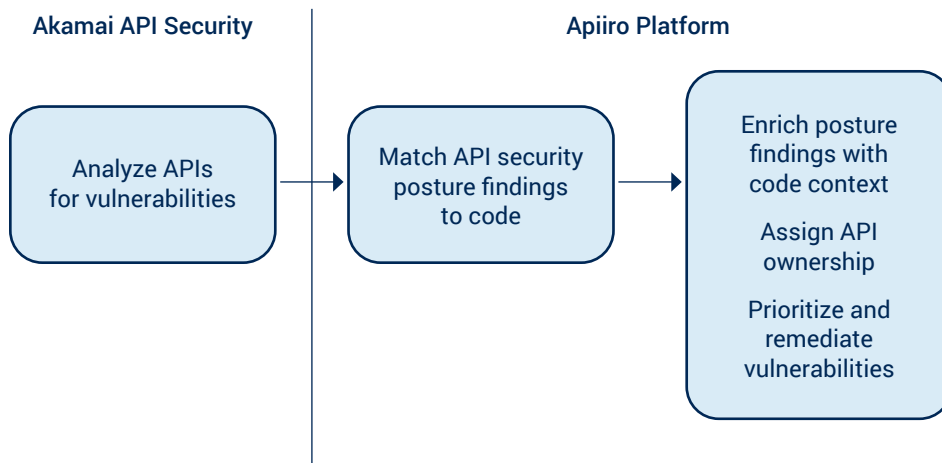 Akamai API Security
Apiiro Platform
Analyze APIs
for vulnerabilities
Match API security
posture findings
to code
Enrich posture
findings with
code context
Assign API
ownership
Prioritize and
remediate
vulnerabilities